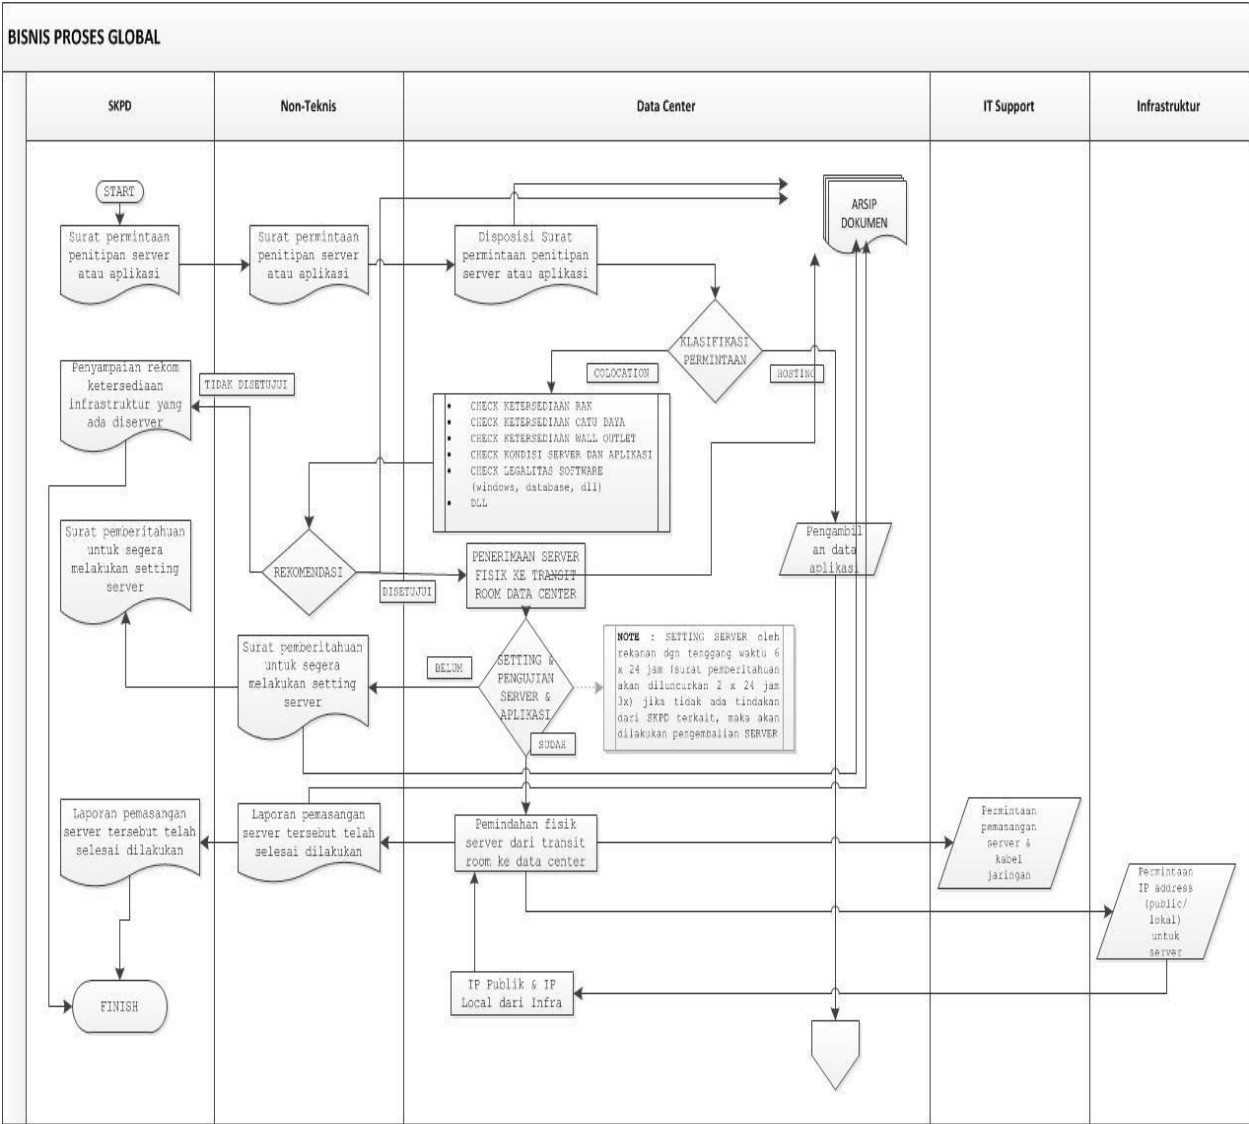 BISNIS PROSES GLOBAL
SKPD
Non-Teknis
Data Center
IT Support
Infrastruktur
START
Surat permintaan
penitipan server
atau aplikasi
Surat permintaan
penitipan server
atau aplikasi
Disposisi Surat
permintaan penitipan
server atau aplikasi
ARSIP
DOKUMEN
KLASIFIKASI
PERMINTAAN
COLOCATION
HOSTING
Penyampaian rekom
ketersediaan
infrastruktur yang
ada diserver
TIDAK DISETUJUI
• CHECK KETERSEDIAAN RAK
• CHECK KETERSEDIAAN CATU DAYA
• CHECK KETERSEDIAAN WALL OUTLET
• CHECK KONDISI SERVER DAN APLIKASI
• CHECK LEGALITAS SOFTWARE
(windows, database, dll)
• DLL
Pengambil
an data
aplikasi
Surat pemberitahuan
untuk segera
melakukan setting
server
REKOMENDASI
DISETUJUI
PENERIMAAN SERVER
FISIK KE TRANSIT
ROOM DATA CENTER
Surat pemberitahuan
untuk segera
melakukan setting
server
BELUM
SETTING &
PENGUJIAN
SERVER &
APLIKASI
SUDAH
NOTE : SETTING SERVER oleh
rekanan dgn tenggang waktu 6
x 24 jam (surat pemberitahuan
akan diluncurkan 2 x 24 jam
3x) jika tidak ada tindakan
dari SKPD terkait, maka akan
dilakukan pengembalian SERVER
Laporan pemasangan
server tersebut telah
selesai dilakukan
Laporan pemasangan
server tersebut telah
selesai dilakukan
Pemindahan fisik
server dari transit
room ke data center
Permintaan
pemasangan
server &
kabel
jaringan
Permintaan
IP address
(public/
lokal)
untuk
server
IP Publik & IP
Local dari Infra
FINISH